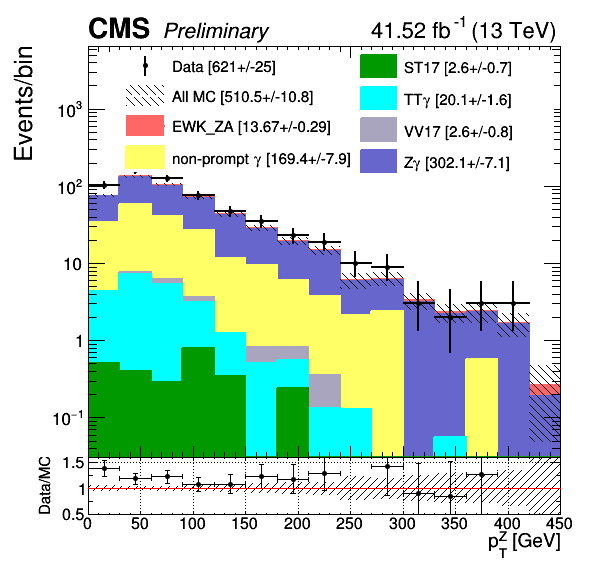 CMS Preliminary 41.52 fb⁻¹ (13 TeV)
Events/bin
Data [621+/-25]
All MC [510.5+/-10.8]
EWK_ZA [13.67+/-0.29]
non-prompt γ [169.4+/-7.9]
ST17 [2.6+/-0.7]
TTγ [20.1+/-1.6]
VV17 [2.6+/-0.8]
Zγ [302.1+/-7.1]
10³
10²
10
1
10⁻¹
Data/MC
1.5
1
0.5
0 50 100 150 200 250 300 350 400 450
p_T^Z [GeV]